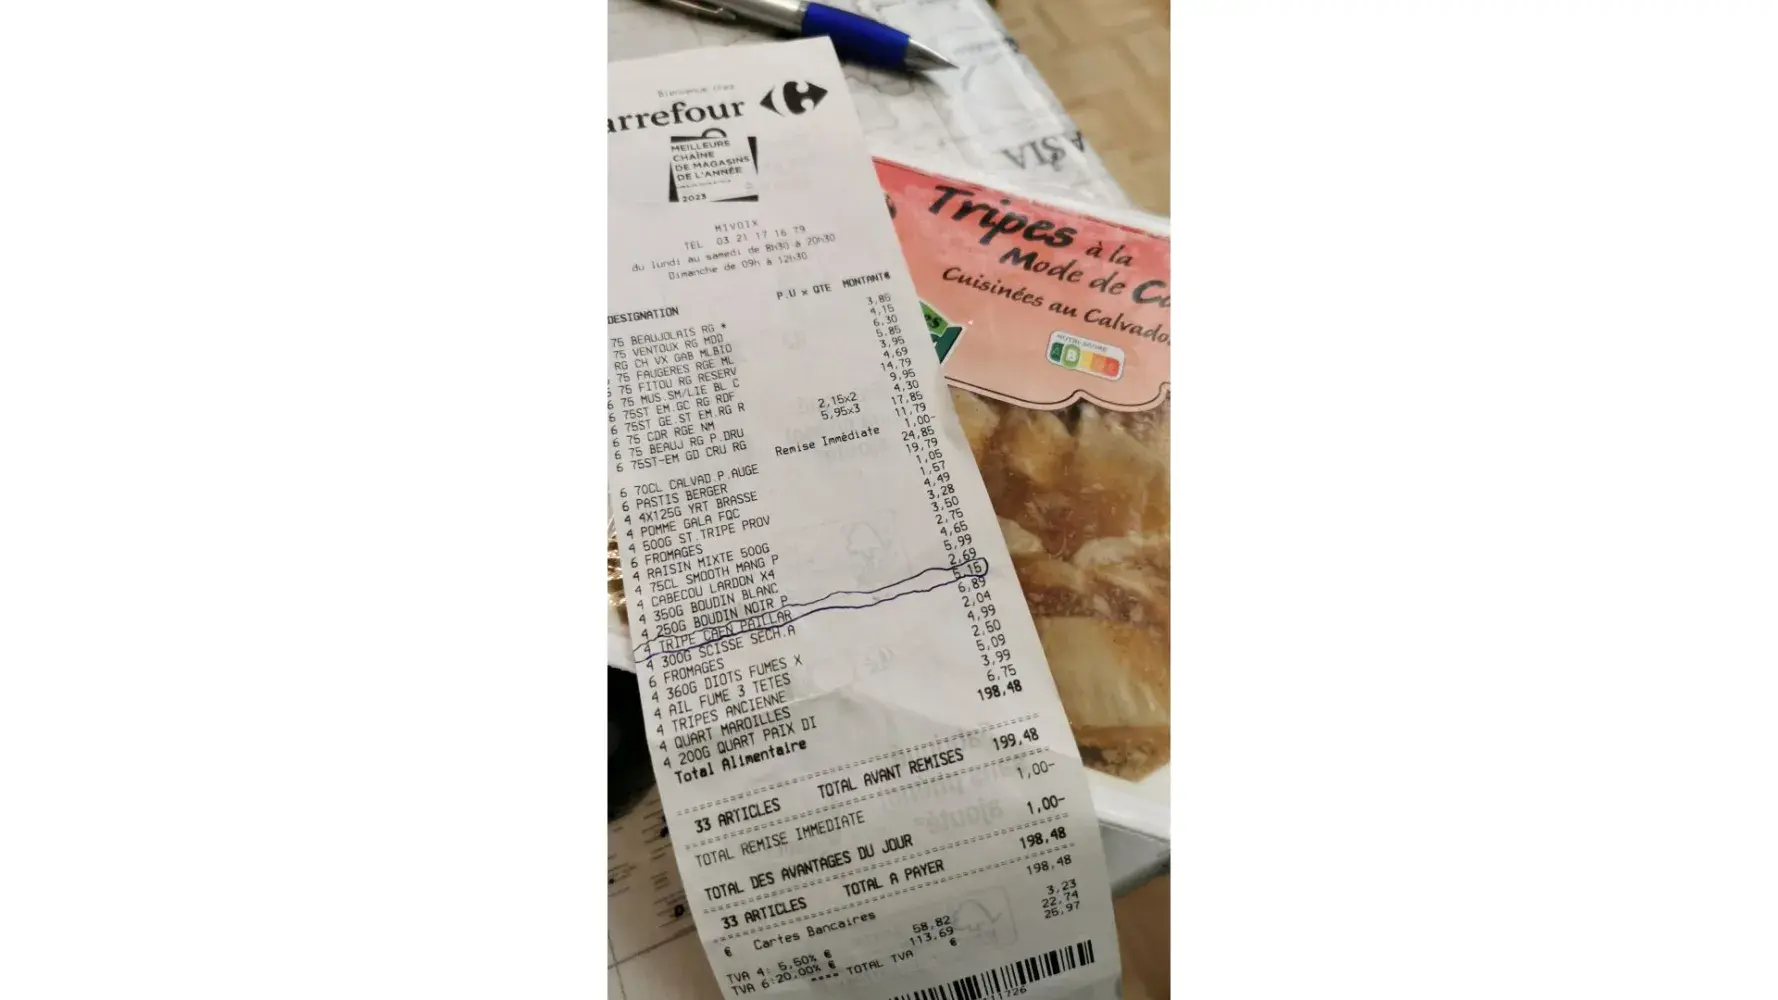 Bienvenue chez
arrefour
MEILLEURE
CHAÎNE
DE MAGASINS
DE L'ANNÉE
2023
MIVOIX
TEL 03 21 17 16 79
du lundi au samedi de 8h30 à 20h30
Dimanche de 09h à 12h30
DESIGNATION P.U x QTE MONTANT€
75 BEAUJOLAIS RG * 3,85
75 VENTOUX RG MDD 4,15
RG CH VX GAB MLBIO 6,30
75 FAUGERES RGE ML 5,85
6 75 FITOU RG RESERV 3,95
6 75 MUS.SM/LIE BL C 4,69
6 75ST EM.GC RG RDF 14,79
6 75ST GE.ST EM.RG R 9,95
6 75 CDR RGE NM 2,15x2 4,30
6 75 BEAUJ RG P.DRU 5,95x3 17,85
6 75ST-EM GD CRU RG 11,79
Remise Immédiate 1,00-
6 70CL CALVAD.P.AUGE 24,85
6 PASTIS BERGER 19,79
4 4X125G YRT BRASSE 1,05
4 POMME GALA FQC 1,57
4 500G ST.TRIPE PROV 4,49
6 FROMAGES 3,28
4 RAISIN MIXTE 500G 3,50
4 75CL SMOOTH MANG P 2,75
4 CABECOU LARDON X4 4,65
4 350G BOUDIN BLANC 5,99
4 250G BOUDIN NOIR P 2,69
4 TRIPE CAEN PAILLAR 5,15
4 300G SCISSE SECH.A 6,89
6 FROMAGES 2,04
4 360G DIOTS FUMES X 4,99
4 AIL FUME 3 TETES 2,50
4 TRIPES ANCIENNE 5,09
4 QUART MAROILLES 3,99
4 200G QUART PAIX DI 6,75
Total Alimentaire 198,48
33 ARTICLES TOTAL AVANT REMISES 199,48
TOTAL REMISE IMMEDIATE 1,00-
TOTAL DES AVANTAGES DU JOUR 1,00-
33 ARTICLES TOTAL A PAYER 198,48
€ Cartes Bancaires 198,48
TVA 4: 5,50% € 58,82 3,23
TVA 6:20,00% € 113,69 22,74
**** TOTAL TVA € 25,97
ASIA
Tripes à la
Mode de Ca
Cuisinées au Calvados
NUTRI-SCORE
B